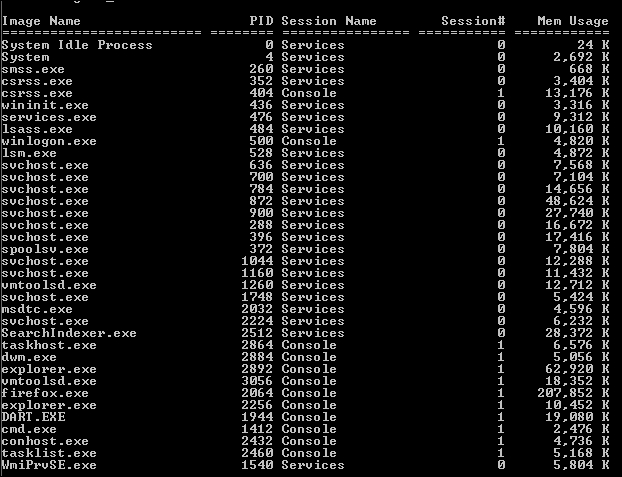 Image Name                     PID Session Name        Session#    Mem Usage
========================= ======== ================ =========== ============
System Idle Process              0 Services                   0         24 K
System                           4 Services                   0      2,692 K
smss.exe                       260 Services                   0        668 K
csrss.exe                      352 Services                   0      3,404 K
csrss.exe                      404 Console                    1     13,176 K
wininit.exe                    436 Services                   0      3,316 K
services.exe                   476 Services                   0      9,312 K
lsass.exe                      484 Services                   0     10,160 K
winlogon.exe                   500 Console                    1      4,820 K
lsm.exe                        528 Services                   0      4,872 K
svchost.exe                    636 Services                   0      7,568 K
svchost.exe                    700 Services                   0      7,104 K
svchost.exe                    784 Services                   0     14,656 K
svchost.exe                    872 Services                   0     48,624 K
svchost.exe                    900 Services                   0     27,740 K
svchost.exe                    288 Services                   0     16,672 K
svchost.exe                    396 Services                   0     17,416 K
spoolsv.exe                    372 Services                   0      7,804 K
svchost.exe                   1044 Services                   0     12,288 K
svchost.exe                   1160 Services                   0     11,432 K
vmtoolsd.exe                  1260 Services                   0     12,712 K
svchost.exe                   1748 Services                   0      5,424 K
msdtc.exe                     2032 Services                   0      4,596 K
svchost.exe                   2224 Services                   0      6,232 K
SearchIndexer.exe             2512 Services                   0     28,372 K
taskhost.exe                  2864 Console                    1      6,576 K
dwm.exe                       2884 Console                    1      5,056 K
explorer.exe                  2892 Console                    1     62,920 K
vmtoolsd.exe                  3056 Console                    1     18,352 K
firefox.exe                   2064 Console                    1    207,852 K
explorer.exe                  2256 Console                    1     10,452 K
DART.EXE                      1944 Console                    1     19,080 K
cmd.exe                       1412 Console                    1      2,476 K
conhost.exe                   2432 Console                    1      4,736 K
tasklist.exe                  2460 Console                    1      5,168 K
WmiPrvSE.exe                  1540 Services                   0      5,804 K